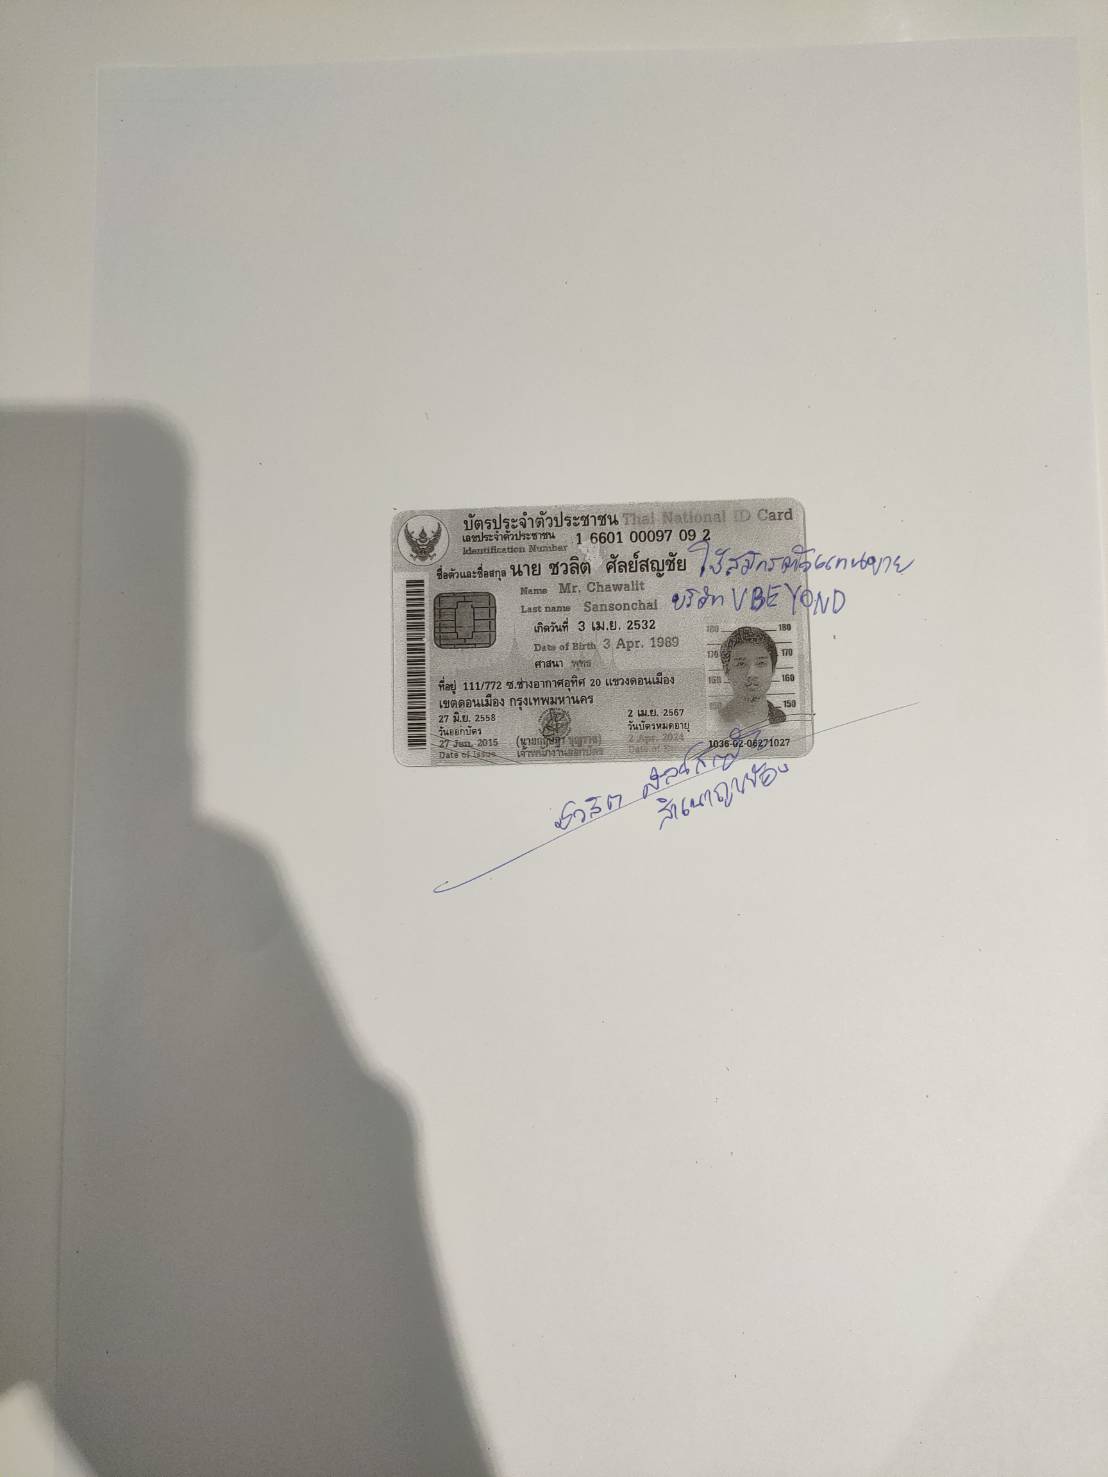 บัตรประจำตัวประชาชน Thai National ID Card
เลขประจำตัวประชาชน 1 6601 00097 09 2
Identification Number
ชื่อตัวและชื่อสกุล นาย ชวลิต ศัลย์สญชัย
ใช้สมัครตัวแทนขาย
Name Mr. Chawalit
Last name Sansonchai
บริษัท VBEYOND
เกิดวันที่ 3 เม.ย. 2532
Date of Birth 3 Apr. 1989
ศาสนา พุทธ
ที่อยู่ 111/772 ซ.ช่างอากาศอุทิศ 20 แขวงดอนเมือง
เขตดอนเมือง กรุงเทพมหานคร
27 มิ.ย. 2558
วันออกบัตร
27 Jun. 2015
Date of Issue
เจ้าพนักงานออกบัตร
2 เม.ย. 2567
วันบัตรหมดอายุ
2 Apr. 2024
Date of
180 180
170 170
160 160
150 150
1036-02-06271027
ชวลิต ศัลย์สญชัย
สำเนาถูกต้อง